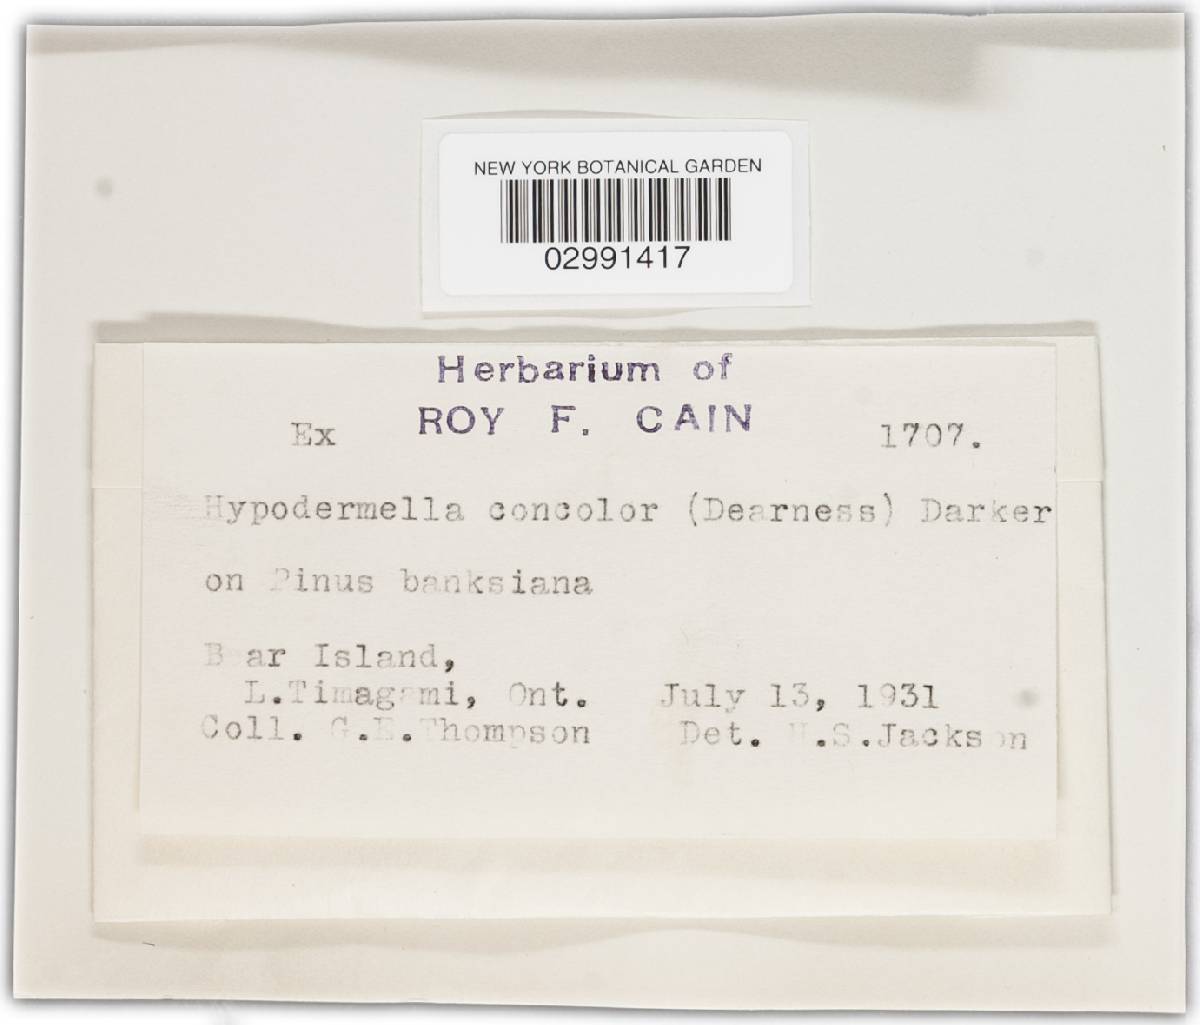 NEW YORK BOTANICAL GARDEN
02991417
Herbarium of
Ex ROY F. CAIN 1707.
Hypodermella concolor (Dearness) Darker
on Pinus banksiana
Bear Island,
L.Timagami, Ont. July 13, 1931
Coll. G.E.Thompson Det. H.S.Jackson